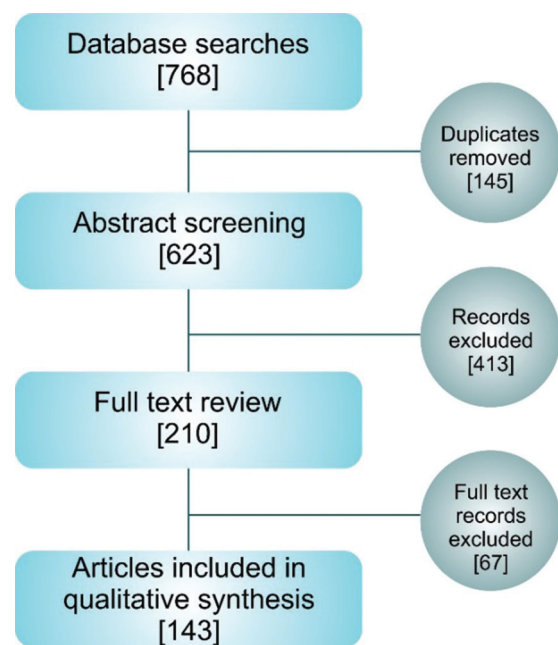 Database searches
[768]
Duplicates
removed
[145]
Abstract screening
[623]
Records
excluded
[413]
Full text review
[210]
Full text
records
excluded
[67]
Articles included in
qualitative synthesis
[143]